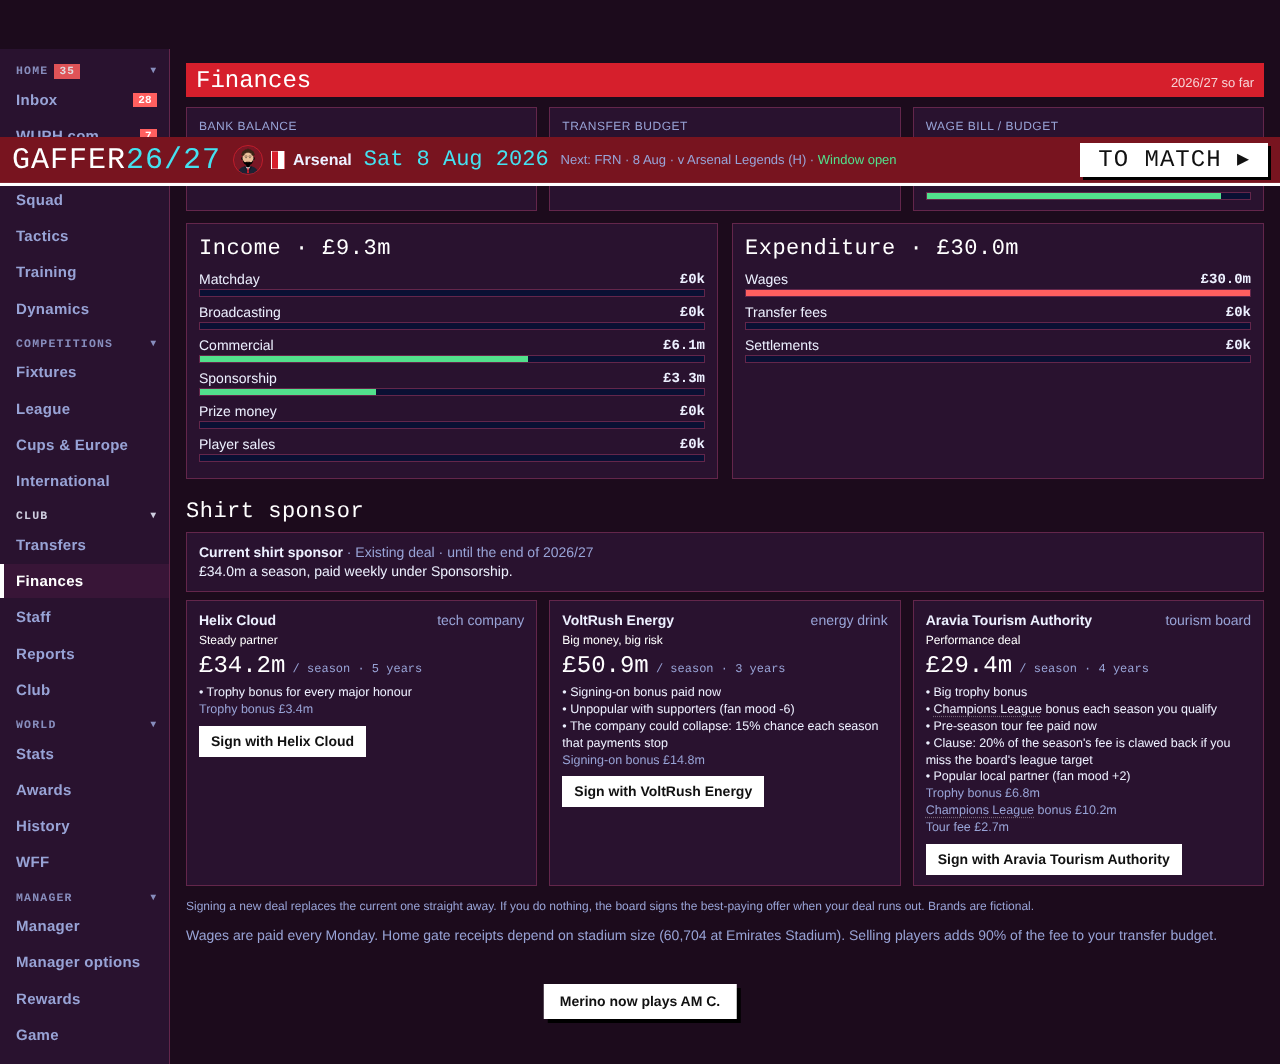 HOME 35 ▼
Inbox 28
WURH.com 7
Squad
Tactics
Training
Dynamics
COMPETITIONS ▼
Fixtures
League
Cups & Europe
International
CLUB ▼
Transfers
Finances
Staff
Reports
Club
WORLD ▼
Stats
Awards
History
WFF
MANAGER ▼
Manager
Manager options
Rewards
Game
Finances 2026/27 so far
BANK BALANCE
TRANSFER BUDGET
WAGE BILL / BUDGET
GAFFER26/27 Arsenal Sat 8 Aug 2026 Next: FRN · 8 Aug · v Arsenal Legends (H) · Window open TO MATCH ►
Income · £9.3m
Matchday £0k
Broadcasting £0k
Commercial £6.1m
Sponsorship £3.3m
Prize money £0k
Player sales £0k
Expenditure · £30.0m
Wages £30.0m
Transfer fees £0k
Settlements £0k
Shirt sponsor
Current shirt sponsor · Existing deal · until the end of 2026/27
£34.0m a season, paid weekly under Sponsorship.
Helix Cloud tech company
Steady partner
£34.2m / season · 5 years
• Trophy bonus for every major honour
Trophy bonus £3.4m
Sign with Helix Cloud
VoltRush Energy energy drink
Big money, big risk
£50.9m / season · 3 years
• Signing-on bonus paid now
• Unpopular with supporters (fan mood -6)
• The company could collapse: 15% chance each season
that payments stop
Signing-on bonus £14.8m
Sign with VoltRush Energy
Aravia Tourism Authority tourism board
Performance deal
£29.4m / season · 4 years
• Big trophy bonus
• Champions League bonus each season you qualify
• Pre-season tour fee paid now
• Clause: 20% of the season's fee is clawed back if you
miss the board's league target
• Popular local partner (fan mood +2)
Trophy bonus £6.8m
Champions League bonus £10.2m
Tour fee £2.7m
Sign with Aravia Tourism Authority
Signing a new deal replaces the current one straight away. If you do nothing, the board signs the best-paying offer when your deal runs out. Brands are fictional.
Wages are paid every Monday. Home gate receipts depend on stadium size (60,704 at Emirates Stadium). Selling players adds 90% of the fee to your transfer budget.
Merino now plays AM C.